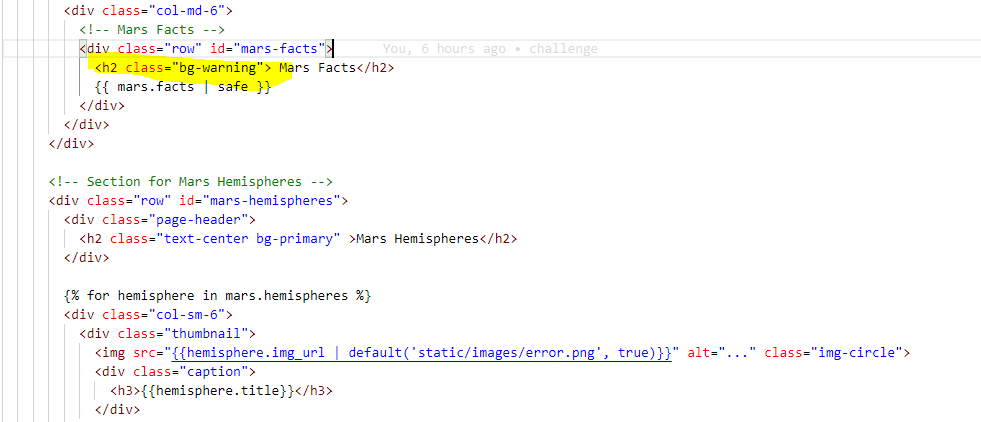 <div class="col-md-6">
<!-- Mars Facts -->
<div class="row" id="mars-facts"> You, 6 hours ago • challenge
<h2 class="bg-warning"> Mars Facts</h2>
{{ mars.facts | safe }}
</div>
</div>
</div>
<!-- Section for Mars Hemispheres -->
<div class="row" id="mars-hemispheres">
<div class="page-header">
<h2 class="text-center bg-primary" >Mars Hemispheres</h2>
</div>
{% for hemisphere in mars.hemispheres %}
<div class="col-sm-6">
<div class="thumbnail">
<img src="{{hemisphere.img_url | default('static/images/error.png', true)}}" alt="..." class="img-circle">
<div class="caption">
<h3>{{hemisphere.title}}</h3>
</div>